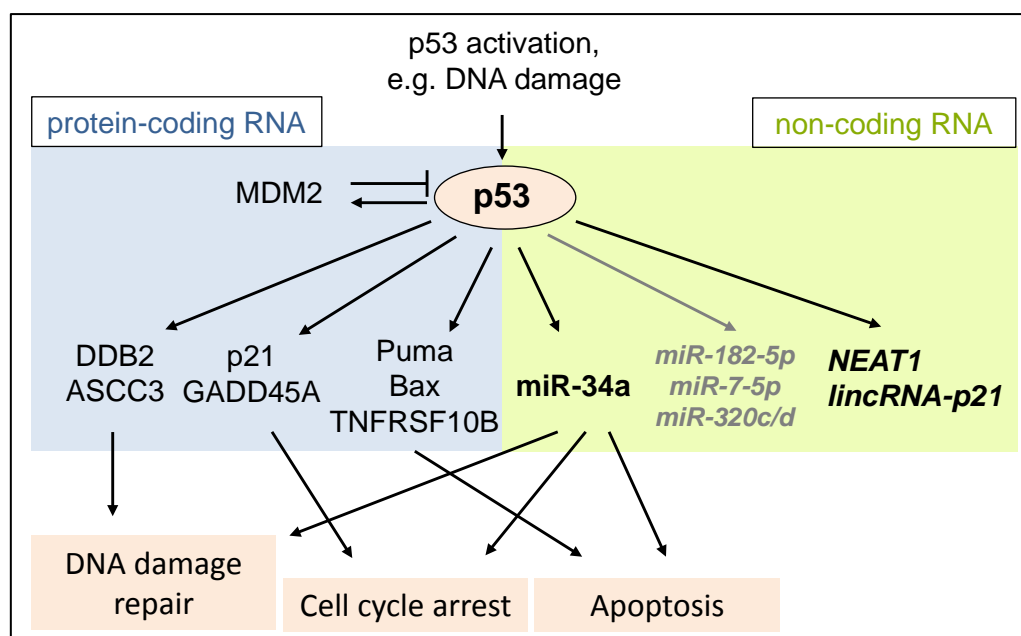 p53 activation,
e.g. DNA damage
protein-coding RNA
non-coding RNA
MDM2
p53
DDB2
ASCC3
p21
GADD45A
Puma
Bax
TNFRSF10B
miR-34a
miR-182-5p
miR-7-5p
miR-320c/d
NEAT1
lincRNA-p21
DNA damage
repair
Cell cycle arrest
Apoptosis